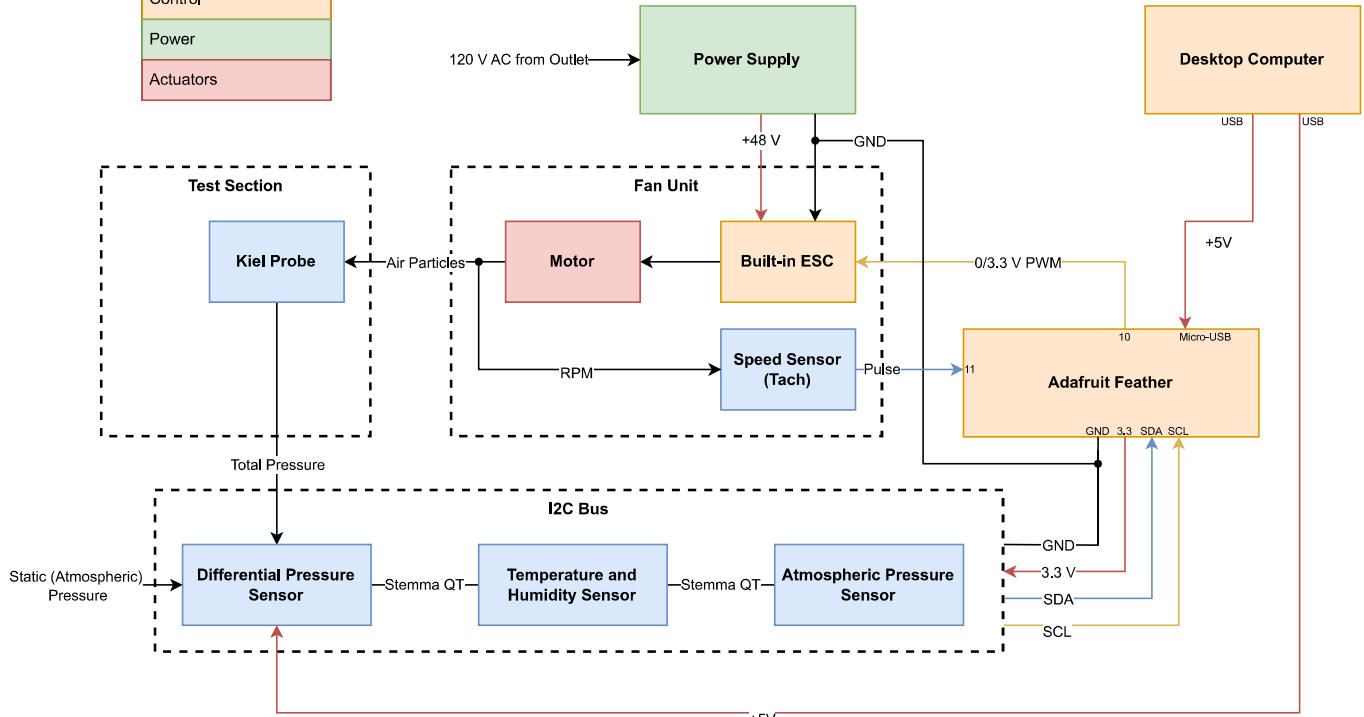 Control
Power
Actuators
120 V AC from Outlet
Power Supply
Desktop Computer
USB
USB
+48 V
GND
Test Section
Fan Unit
+5V
Kiel Probe
Air Particles
Motor
Built-in ESC
0/3.3 V PWM
10
Micro-USB
RPM
Speed Sensor
(Tach)
Pulse
11
Adafruit Feather
GND
3.3
SDA
SCL
Total Pressure
I2C Bus
Static (Atmospheric)
Pressure
Differential Pressure
Sensor
Stemma QT
Temperature and
Humidity Sensor
Stemma QT
Atmospheric Pressure
Sensor
GND
3.3 V
SDA
SCL
+5V